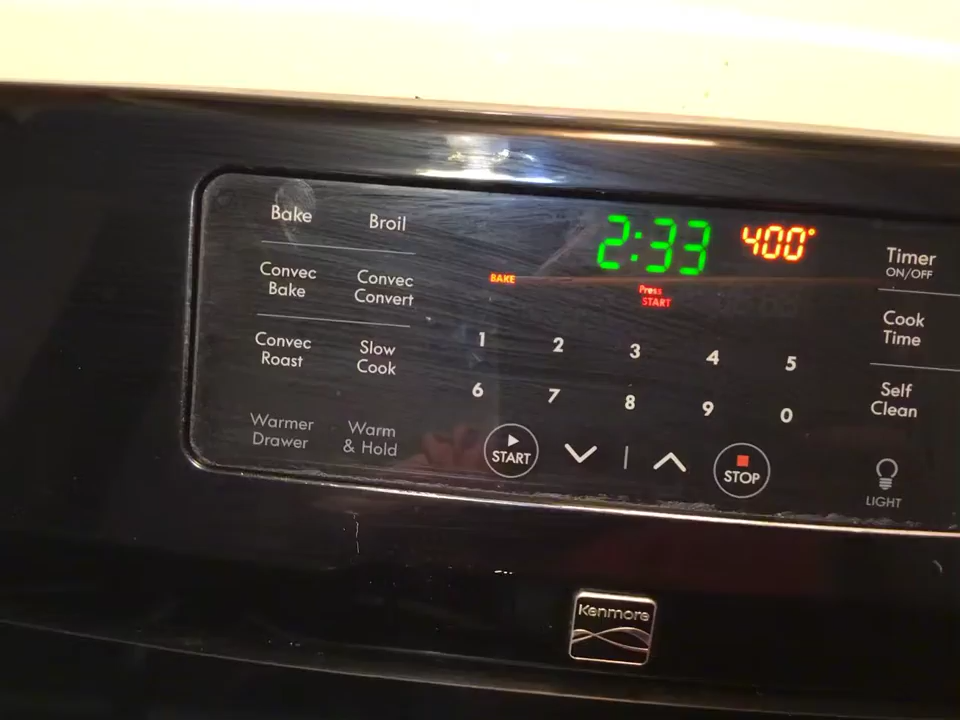 Bake
Broil
Convec
Bake
Convec
Convert
Convec
Roast
Slow
Cook
Warmer
Drawer
Warm
& Hold
2:33
400°
BAKE
Press
START
1 2 3 4 5
6 7 8 9 0
START
STOP
Timer
ON/OFF
Cook
Time
Self
Clean
LIGHT
Kenmore